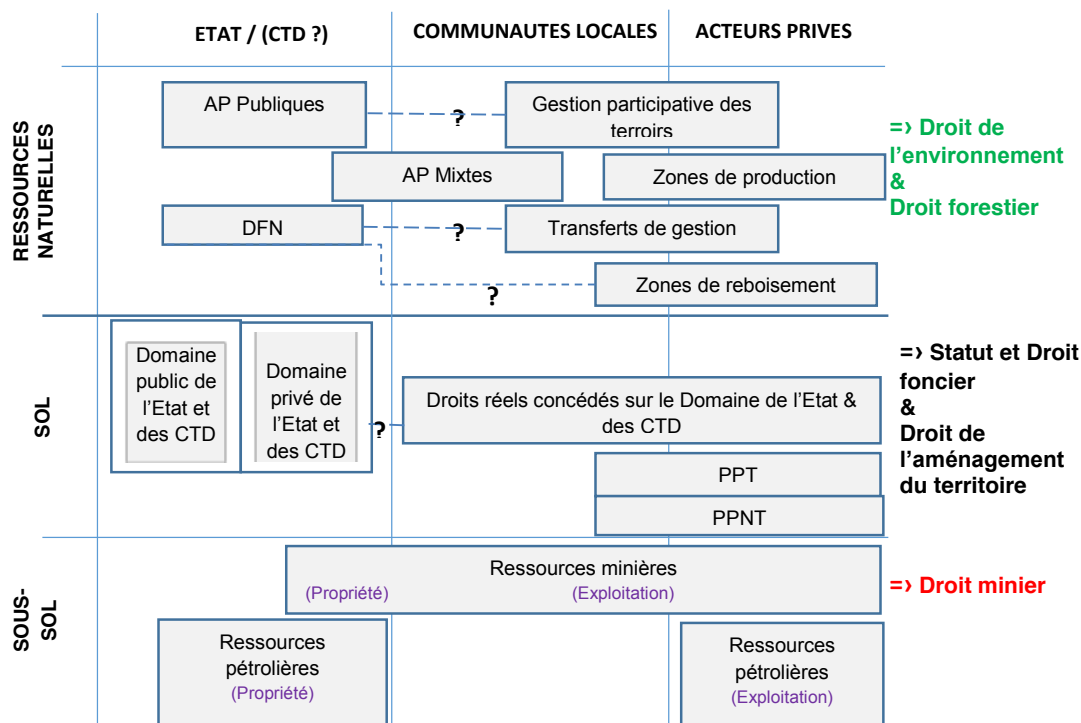 ETAT / (CTD ?)
COMMUNAUTES LOCALES
ACTEURS PRIVES
RESSOURCES
NATURELLES
AP Publiques
?
Gestion participative des
terroirs
AP Mixtes
Zones de production
DFN
?
Transferts de gestion
?
Zones de reboisement
=› Droit de
l’environnement
&
Droit forestier
SOL
Domaine
public de
l’Etat et
des CTD
Domaine
privé de
l’Etat et
des CTD
?
Droits réels concédés sur le Domaine de l’Etat &
des CTD
PPT
PPNT
=› Statut et Droit
foncier
&
Droit de
l’aménagement
du territoire
SOUS-
SOL
Ressources minières
(Propriété)
(Exploitation)
=› Droit minier
Ressources
pétrolières
(Propriété)
Ressources
pétrolières
(Exploitation)